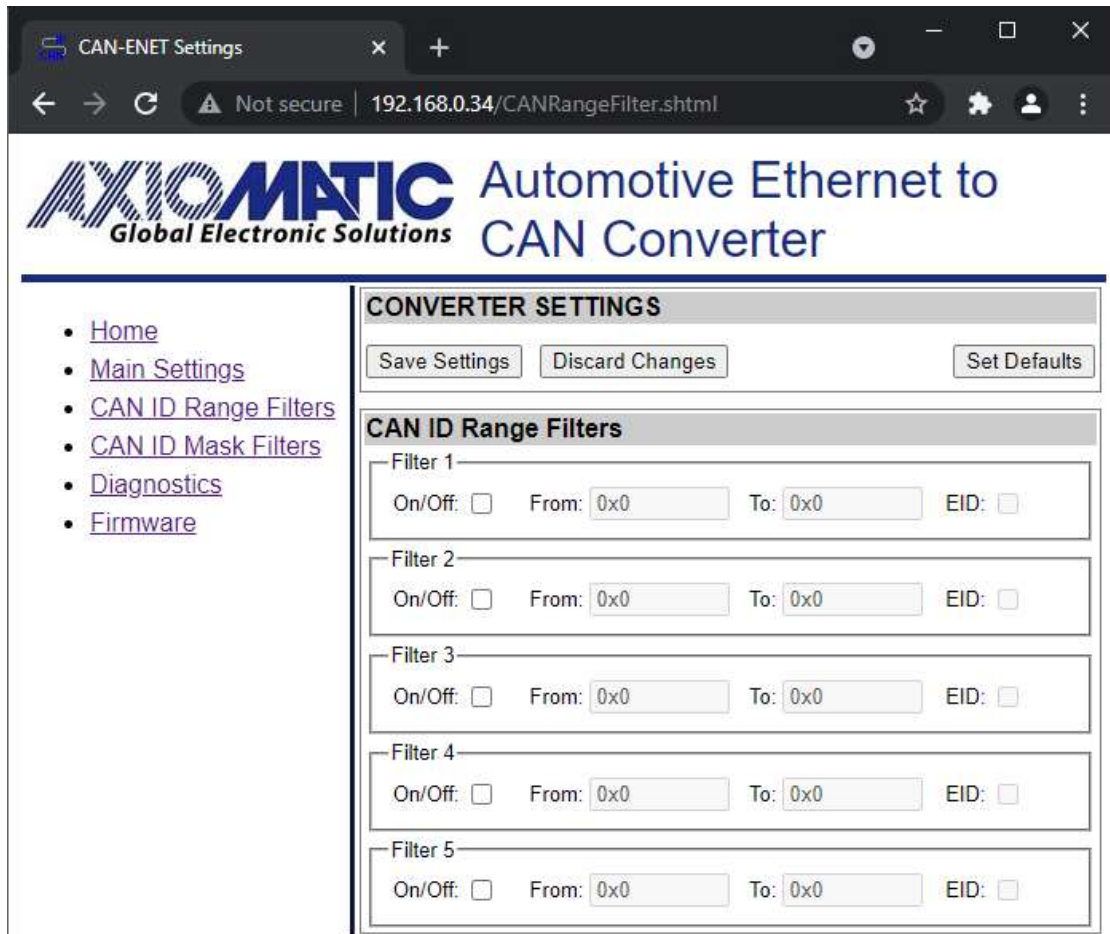 CAN-ENET Settings
Not secure | 192.168.0.34/CANRangeFilter.shtml
AXIOMATIC
Global Electronic Solutions
Automotive Ethernet to
CAN Converter
Home
Main Settings
CAN ID Range Filters
CAN ID Mask Filters
Diagnostics
Firmware
CONVERTER SETTINGS
Save Settings Discard Changes Set Defaults
CAN ID Range Filters
Filter 1
On/Off: From: 0x0 To: 0x0 EID:
Filter 2
On/Off: From: 0x0 To: 0x0 EID:
Filter 3
On/Off: From: 0x0 To: 0x0 EID:
Filter 4
On/Off: From: 0x0 To: 0x0 EID:
Filter 5
On/Off: From: 0x0 To: 0x0 EID: